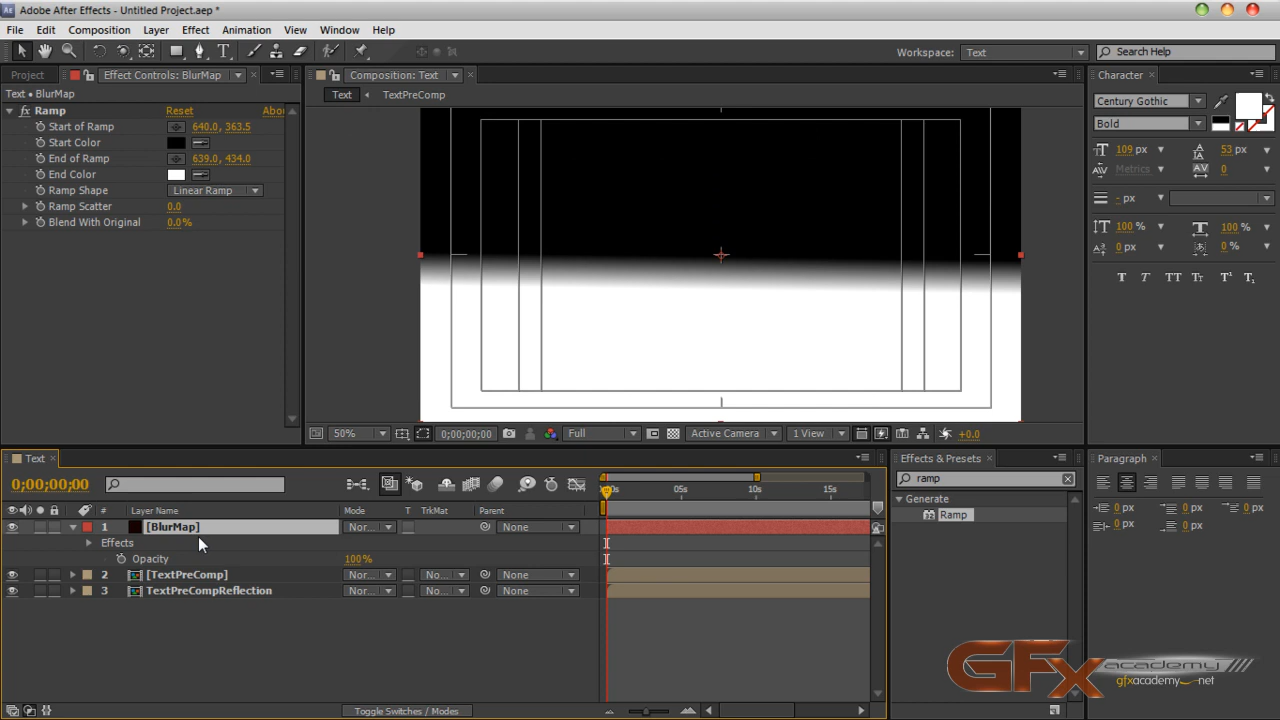 Adobe After Effects - Untitled Project.aep *
File Edit Composition Layer Effect Animation View Window Help
Workspace: Text Search Help
Project Effect Controls: BlurMap
Text • BlurMap
fx Ramp Reset Abou
Start of Ramp 640.0, 363.5
Start Color
End of Ramp 639.0, 434.0
End Color
Ramp Shape Linear Ramp
Ramp Scatter 0.0
Blend With Original 0.0%
Composition: Text
Text TextPreComp
50% 0;00;00;00 Full Active Camera 1 View +0.0
Character
Century Gothic
Bold
109 px 53 px
Metrics 0
- px
100 % 100 %
0 px 0 %
T T TT Tt T¹ T₁
Text
0;00;00;00
00s 05s 10s 15s
# Layer Name Mode T TrkMat Parent
1 [BlurMap] Nor... None
Effects
Opacity 100%
2 [TextPreComp] Nor... No... None
3 TextPreCompReflection Nor... No... None
Toggle Switches / Modes
Effects & Presets
ramp
Generate
Ramp
Paragraph
0 px 0 px 0 px
0 px 0 px
GFx academy
gfxacademy.net